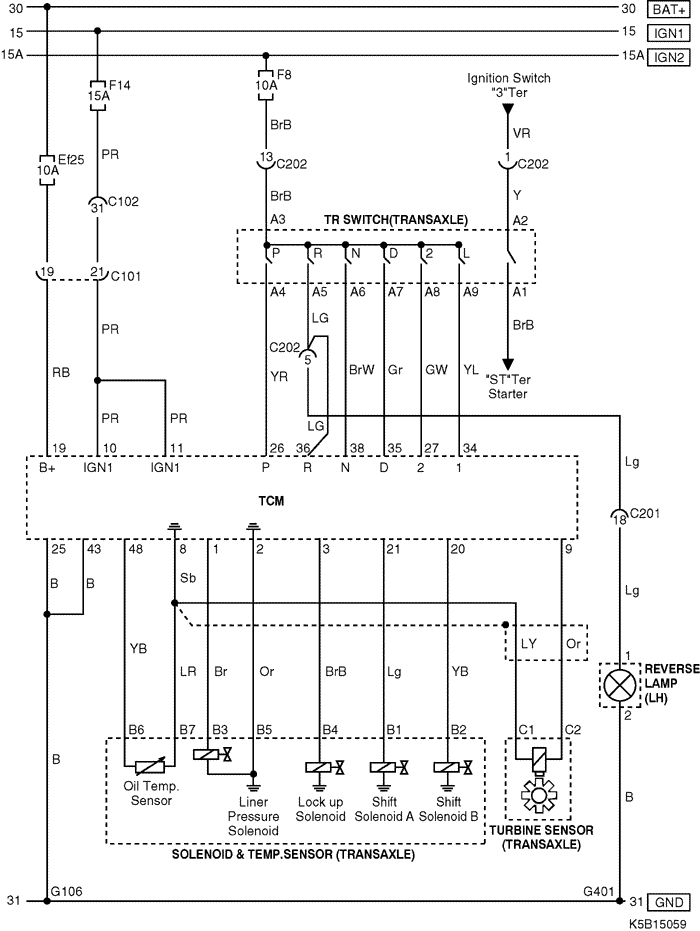 30 30 BAT+
15 15 IGN1
15A 15A IGN2
F8
10A
Ignition Switch
"3"Ter
F14
15A
BrB VR
PR
Ef25
10A
13 C202 1 C202
BrB Y
31 C102
A3 TR SWITCH(TRANSAXLE) A2
P R N D 2 L
19 21 C101
A4 A5 A6 A7 A8 A9 A1
LG
PR BrB
C202
5
RB YR BrW Gr GW YL
"ST"Ter
Starter
PR PR LG
19 10 11 26 36 38 35 27 34
B+ IGN1 IGN1 P R N D 2 1
Lg
TCM
C201
18
25 43 48 8 1 2 3 21 20 9
B B Sb
Lg
YB LY Or
LR Br Or BrB Lg YB
1
REVERSE
LAMP
(LH)
2
B6 B7 B3 B5 B4 B1 B2 C1 C2
B
Oil Temp.
Sensor
B
Liner
Pressure
Solenoid
Lock up
Solenoid
Shift
Solenoid A
Shift
Solenoid B
TURBINE SENSOR
(TRANSAXLE)
SOLENOID & TEMP.SENSOR (TRANSAXLE)
G106 G401
31 31 GND
K5B15059